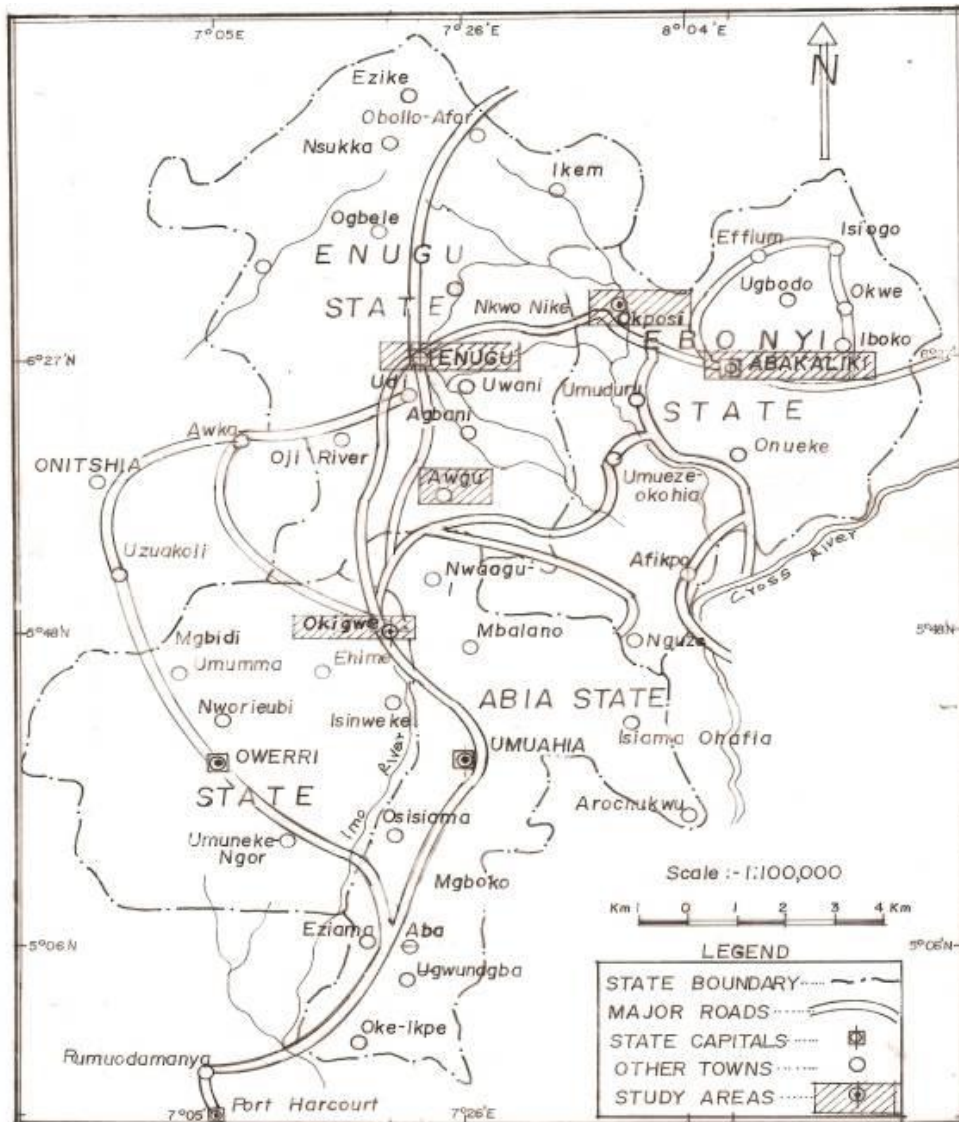 7°05'E 7°26'E 8°04'E
N
Ezike
Obollo-Afor
Nsukka
Ikem
Ogbele
ENUGU
STATE
Effium
Isiogo
Ugbodo
Okwe
Nkwo Nike
Okposi
EBONYI
Iboko
6°27'N
ENUGU
ABAKALIKI
Udi
Uwani
Umuduru
STATE
Agbani
Awka
Oji River
Onueke
ONITSHIA
Awgu
Umueze-
okohia
Uzuakoli
Afikpo
Cross River
Nwaagu-
I
5°48'N
Okigwe
Mbalano
Nguzu
5°48'N
Mgbidi
Umumma
Ehime
Nworieubi
Isinweke
ABIA STATE
Isiama Ohafia
OWERRI
Imo River
UMUAHIA
STATE
Arochukwu
Osisiama
Umuneke-
Ngor
Mgboko
Scale :- 1:100,000
Km 1 0 1 2 3 4 Km
5°06'N
Eziama
Aba
5°06'N
Ugwunagba
LEGEND
STATE BOUNDARY
MAJOR ROADS
STATE CAPITALS
OTHER TOWNS
STUDY AREAS
Oke-Ikpe
Rumuodamanya
Port Harcourt
7°05'E 7°26'E